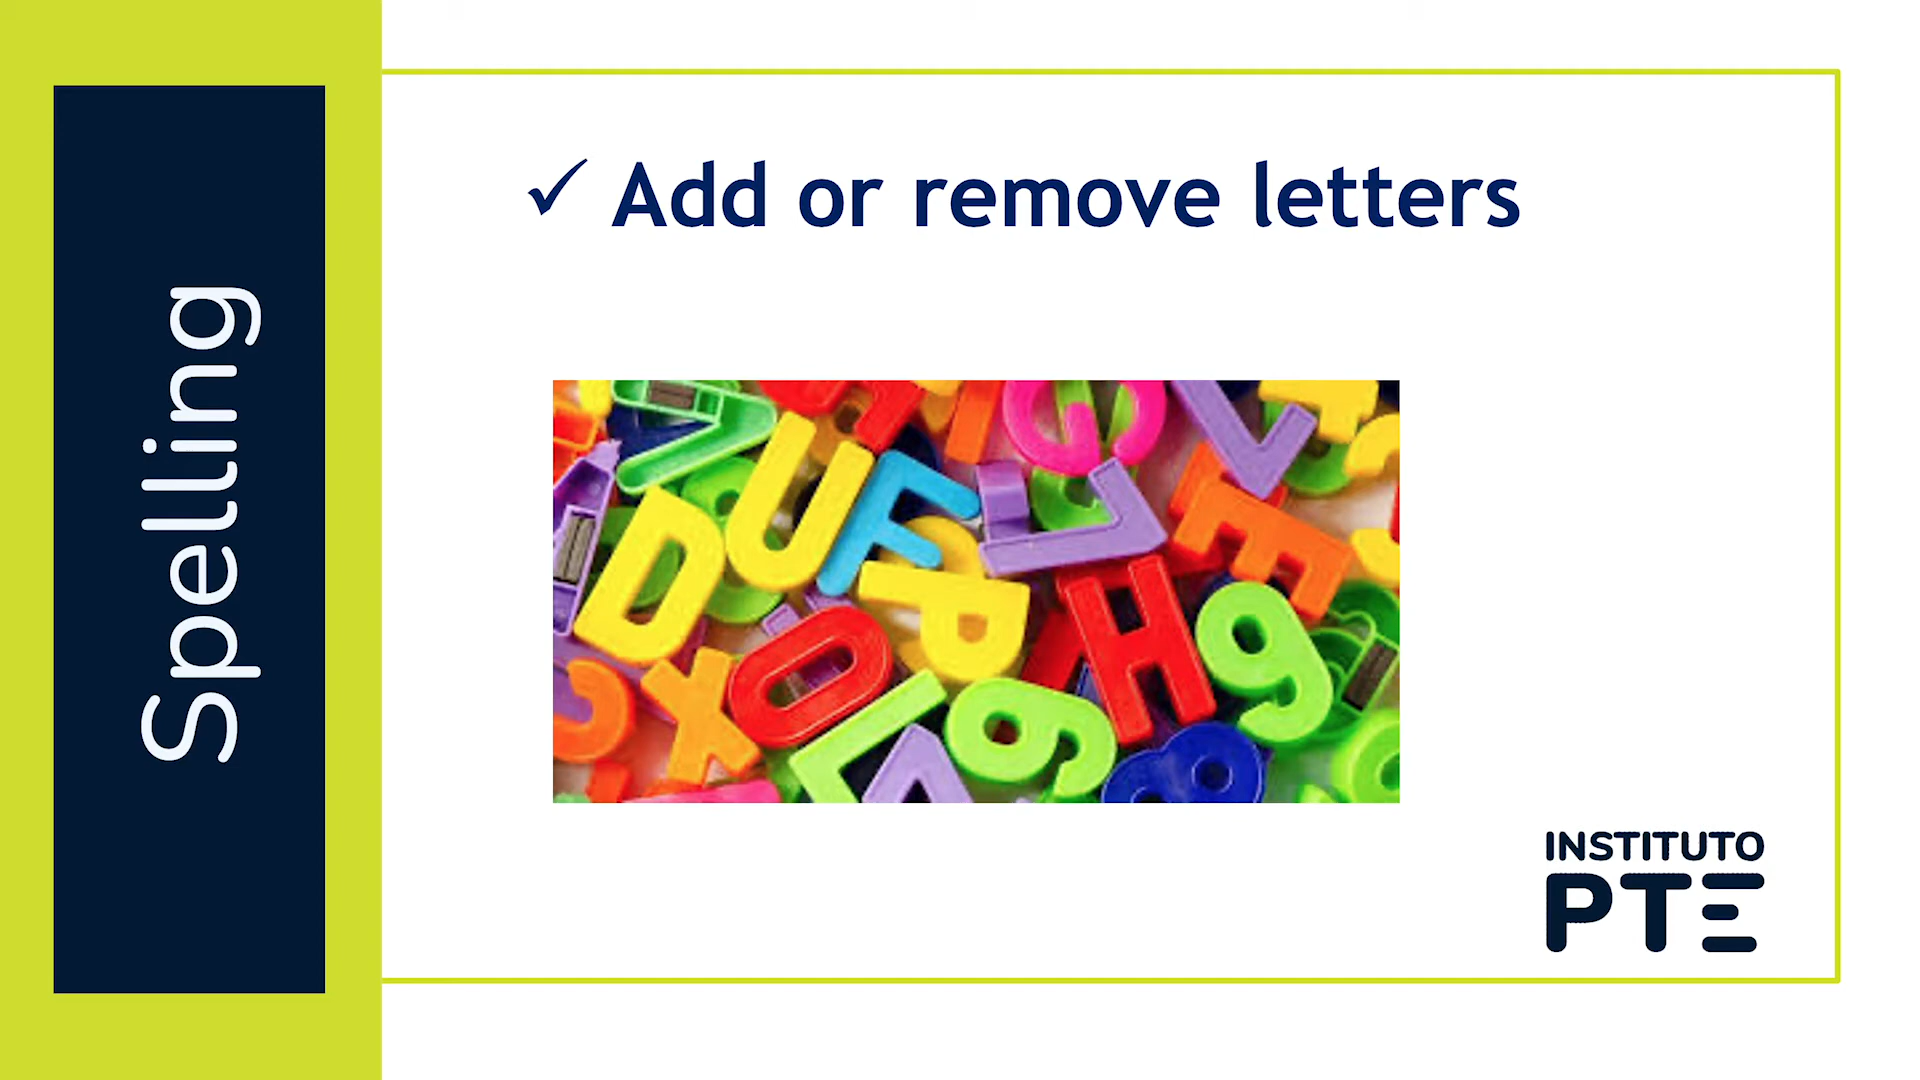 Spelling
✓ Add or remove letters
INSTITUTO
PTE